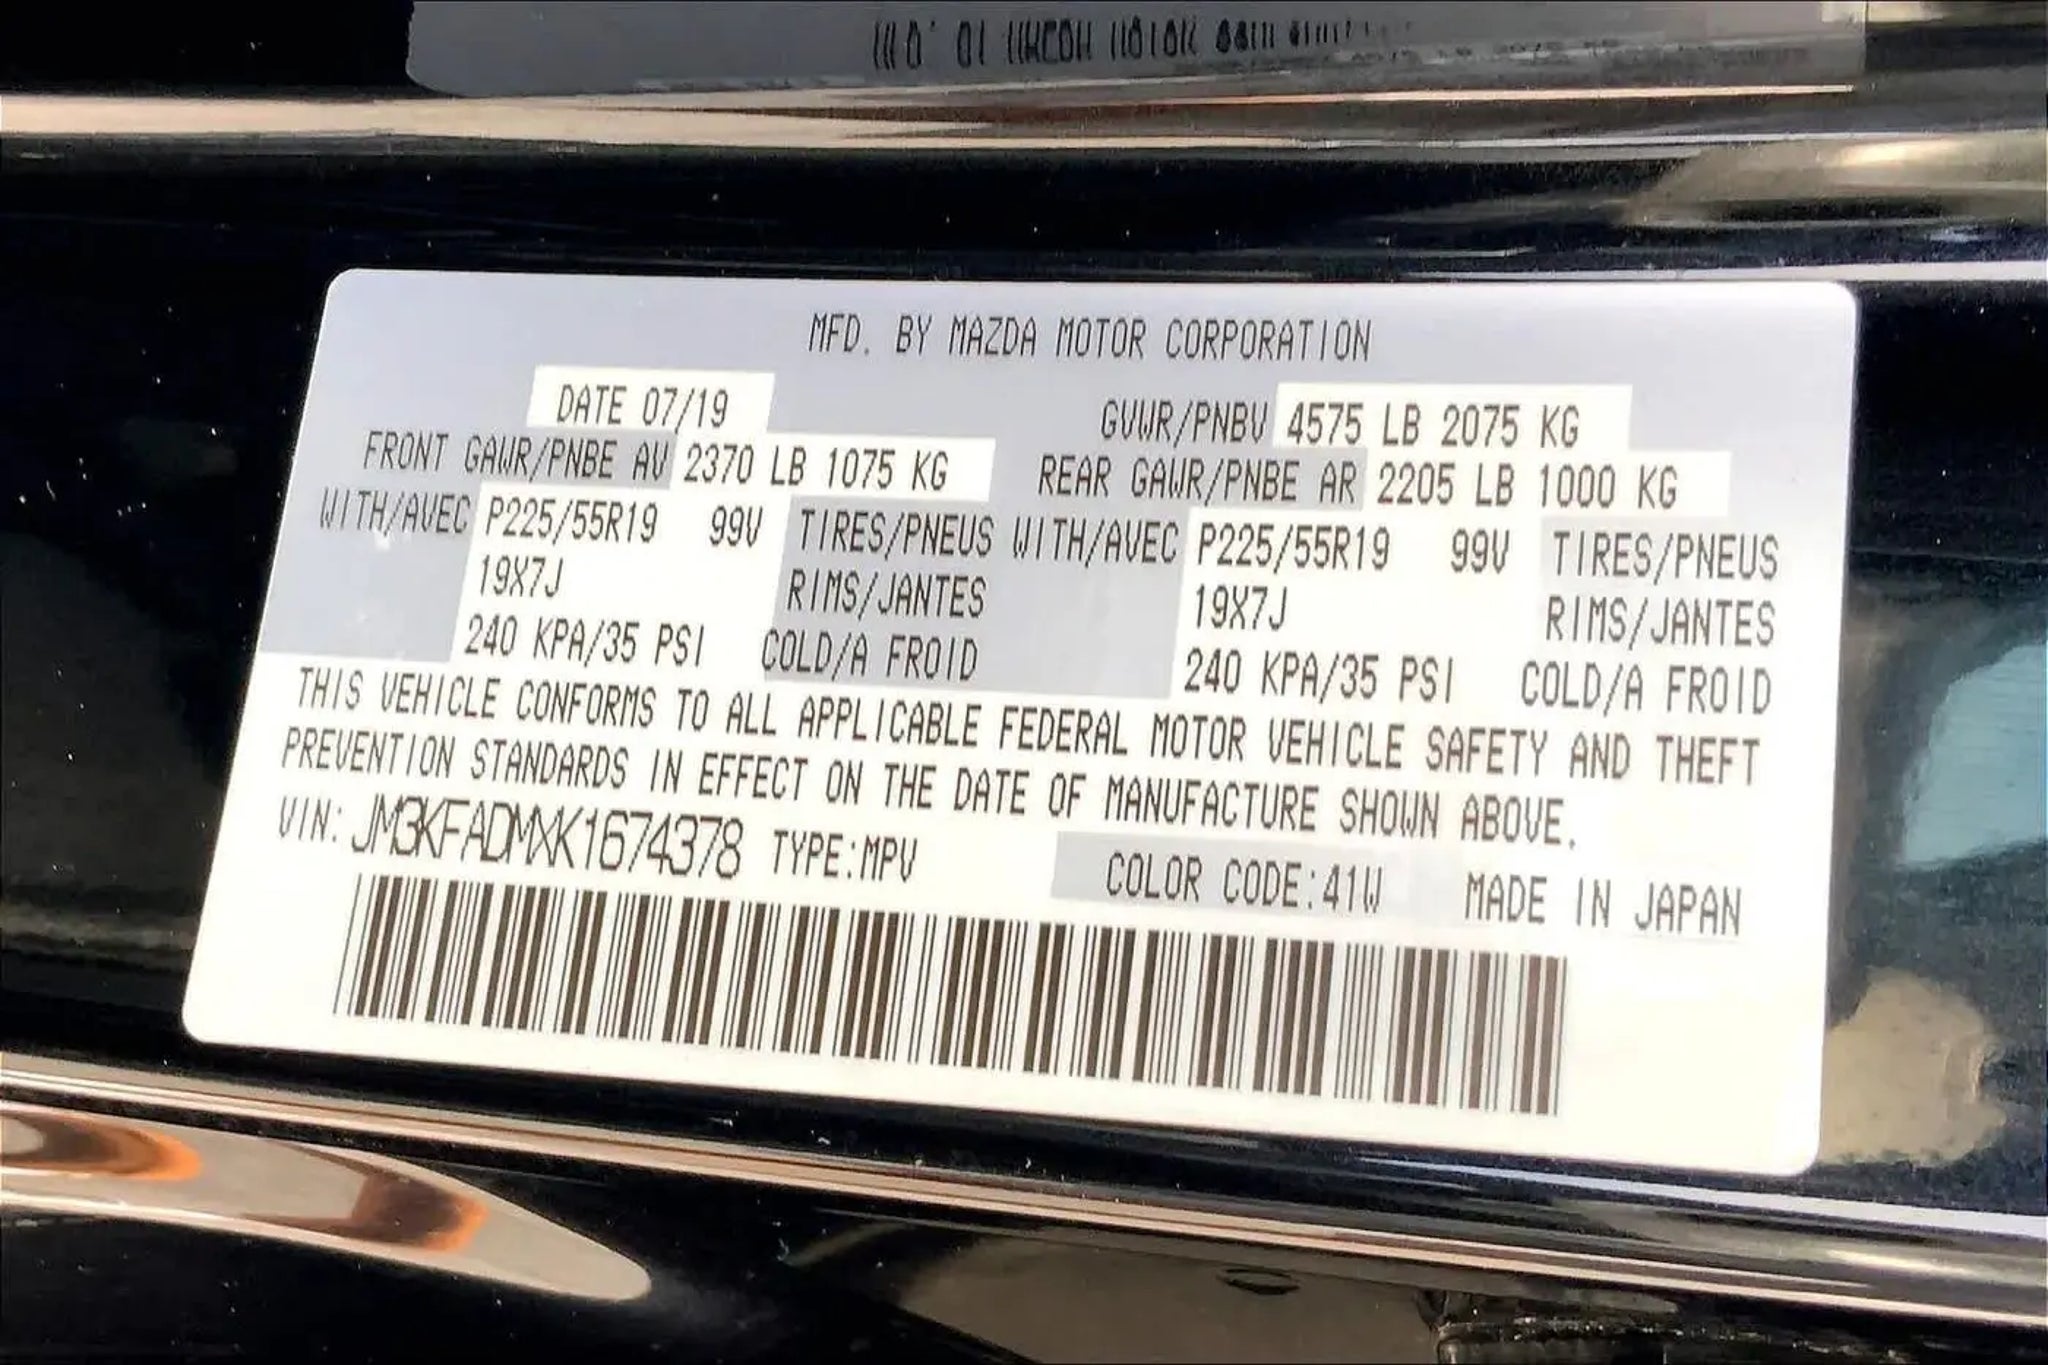 MFD. BY MAZDA MOTOR CORPORATION
DATE 07/19 GVWR/PNBV 4575 LB 2075 KG
FRONT GAWR/PNBE AV 2370 LB 1075 KG REAR GAWR/PNBE AR 2205 LB 1000 KG
WITH/AVEC P225/55R19 99V TIRES/PNEUS WITH/AVEC P225/55R19 99V TIRES/PNEUS
19X7J RIMS/JANTES 19X7J RIMS/JANTES
240 KPA/35 PSI COLD/A FROID 240 KPA/35 PSI COLD/A FROID
THIS VEHICLE CONFORMS TO ALL APPLICABLE FEDERAL MOTOR VEHICLE SAFETY AND THEFT
PREVENTION STANDARDS IN EFFECT ON THE DATE OF MANUFACTURE SHOWN ABOVE.
VIN: JM3KFADMXK1674378 TYPE:MPV COLOR CODE:41W MADE IN JAPAN